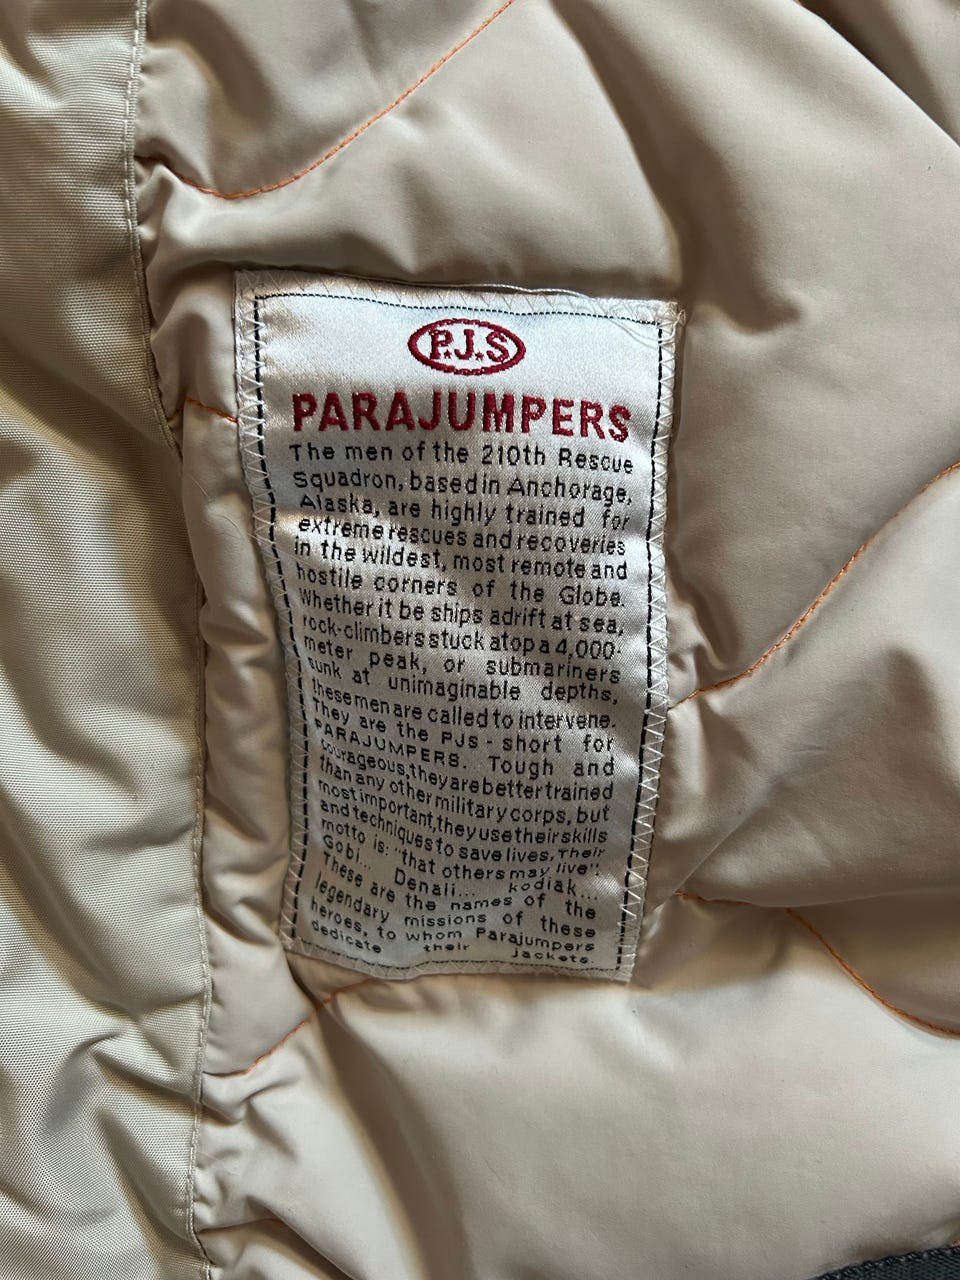 P.J.S
PARAJUMPERS
The men of the 210th Rescue
Squadron, based in Anchorage,
Alaska, are highly trained for
extreme rescues and recoveries
in the wildest, most remote and
hostile corners of the Globe.
Whether it be ships adrift at sea,
rock-climbers stuck atop a 4,000-
meter peak, or submariners
sunk at unimaginable depths,
these men are called to intervene.
They are the PJs - short for
PARAJUMPERS. Tough and
courageous, they are better trained
than any other military corps, but
most important, they use their skills
and techniques to save lives. Their
motto is: "that others may live":
Gobi... Denali... kodiak...
These are the names of the
legendary missions of these
heroes, to whom Parajumpers
dedicate their jackets.